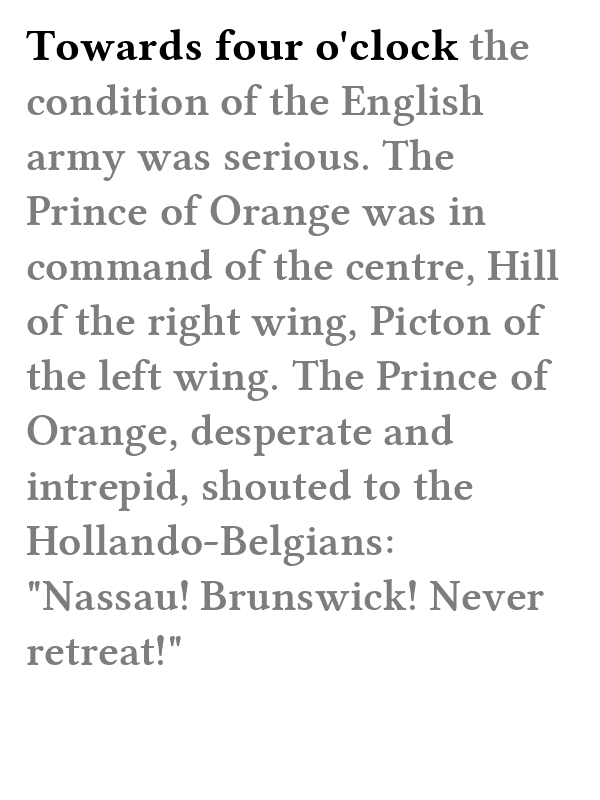 Towards four o'clock the
condition of the English
army was serious. The
Prince of Orange was in
command of the centre, Hill
of the right wing, Picton of
the left wing. The Prince of
Orange, desperate and
intrepid, shouted to the
Hollando-Belgians:
"Nassau! Brunswick! Never
retreat!"